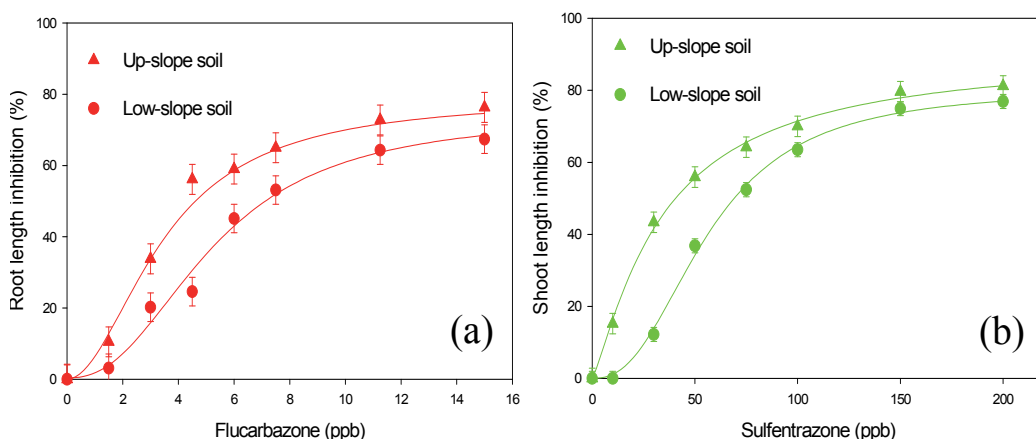 Root length inhibition (%)
100
80
60
40
20
0
Up-slope soil
Low-slope soil
(a)
0 2 4 6 8 10 12 14 16
Flucarbazone (ppb)
Shoot length inhibition (%)
100
80
60
40
20
0
Up-slope soil
Low-slope soil
(b)
0 50 100 150 200
Sulfentrazone (ppb)